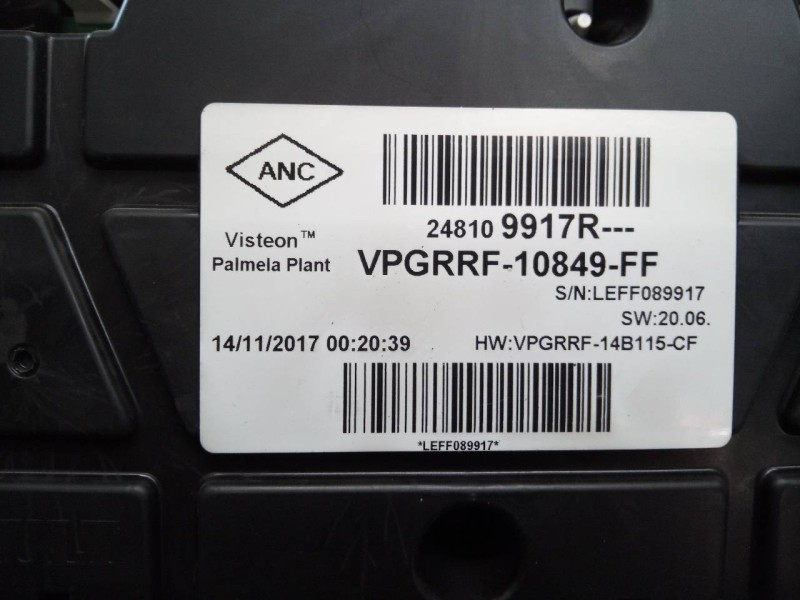 ANC
24810 9917R---
Visteon™
Palmela Plant
VPGRRF-10849-FF
S/N:LEFF089917
SW:20.06.
14/11/2017 00:20:39
HW:VPGRRF-14B115-CF
*LEFF089917*